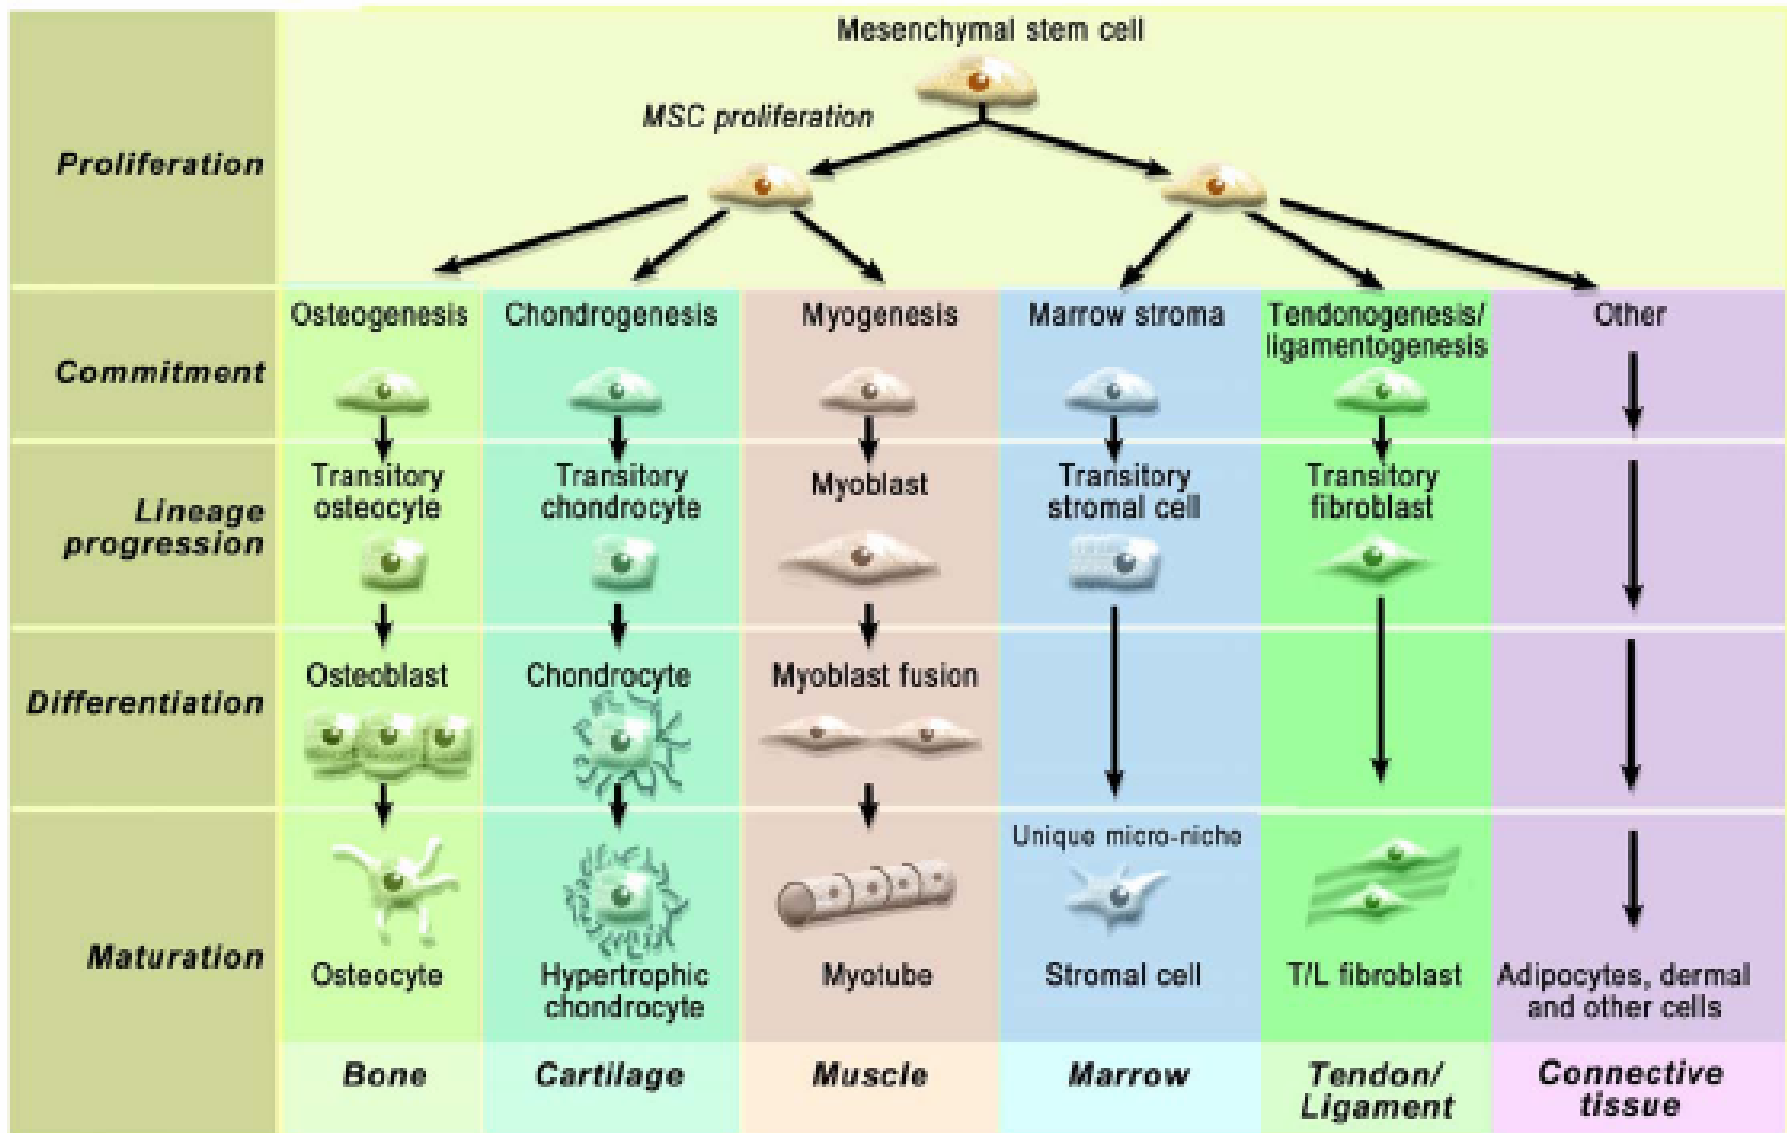 Mesenchymal stem cell
MSC proliferation
Proliferation
Osteogenesis
Chondrogenesis
Myogenesis
Marrow stroma
Tendonogenesis/
ligamentogenesis
Other
Commitment
Transitory
osteocyte
Transitory
chondrocyte
Myoblast
Transitory
stromal cell
Transitory
fibroblast
Lineage
progression
Osteoblast
Chondrocyte
Myoblast fusion
Differentiation
Unique micro-niche
Maturation
Osteocyte
Hypertrophic
chondrocyte
Myotube
Stromal cell
T/L fibroblast
Adipocytes, dermal
and other cells
Bone
Cartilage
Muscle
Marrow
Tendon/
Ligament
Connective
tissue